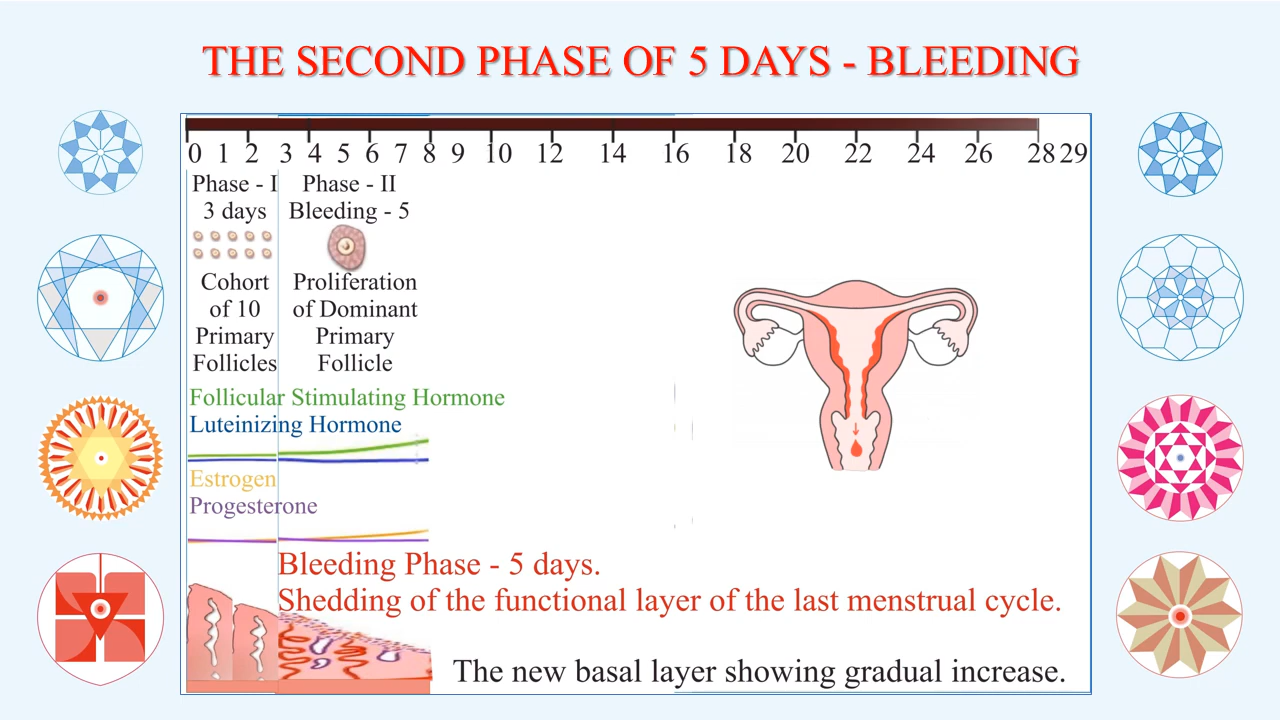 THE SECOND PHASE OF 5 DAYS - BLEEDING
0 1 2 3 4 5 6 7 8 9 10 12 14 16 18 20 22 24 26 28 29
Phase - I Phase - II
3 days Bleeding - 5
Cohort Proliferation
of 10 of Dominant
Primary Primary
Follicles Follicle
Follicular Stimulating Hormone
Luteinizing Hormone
Estrogen
Progesterone
Bleeding Phase - 5 days.
Shedding of the functional layer of the last menstrual cycle.
The new basal layer showing gradual increase.